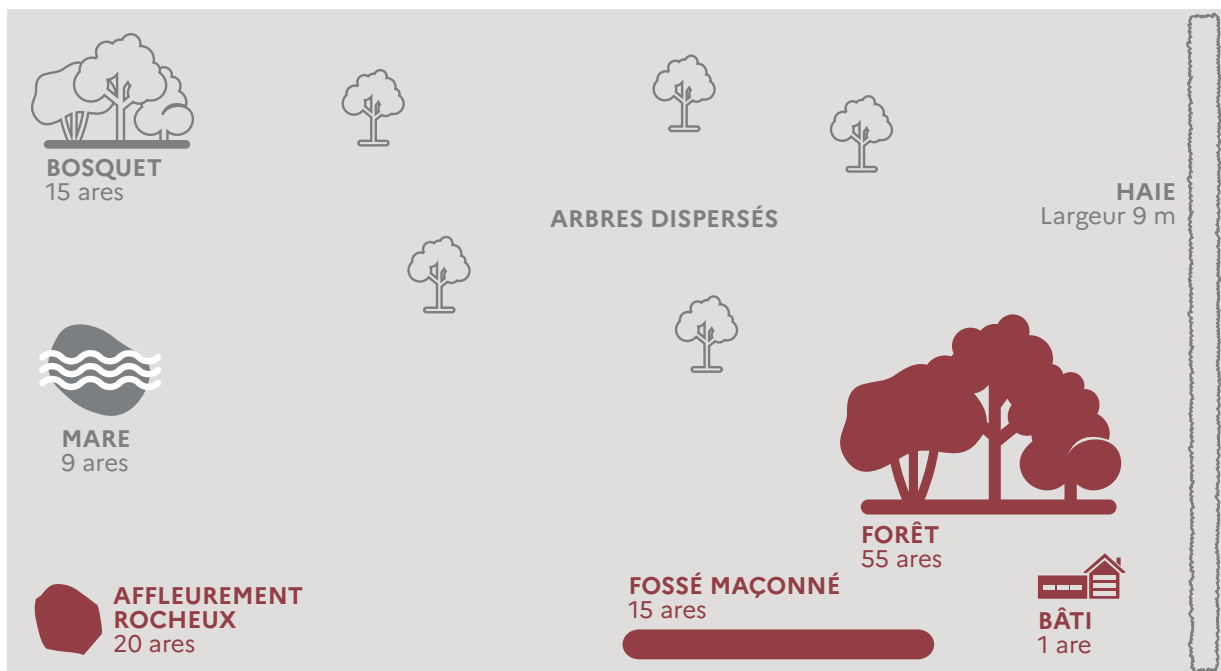 BOSQUET
15 ares
ARBRES DISPERSÉS
HAIE
Largeur 9 m
MARE
9 ares
FORÊT
55 ares
AFFLEUREMENT
ROCHEUX
20 ares
FOSSÉ MAÇONNÉ
15 ares
BÂTI
1 are